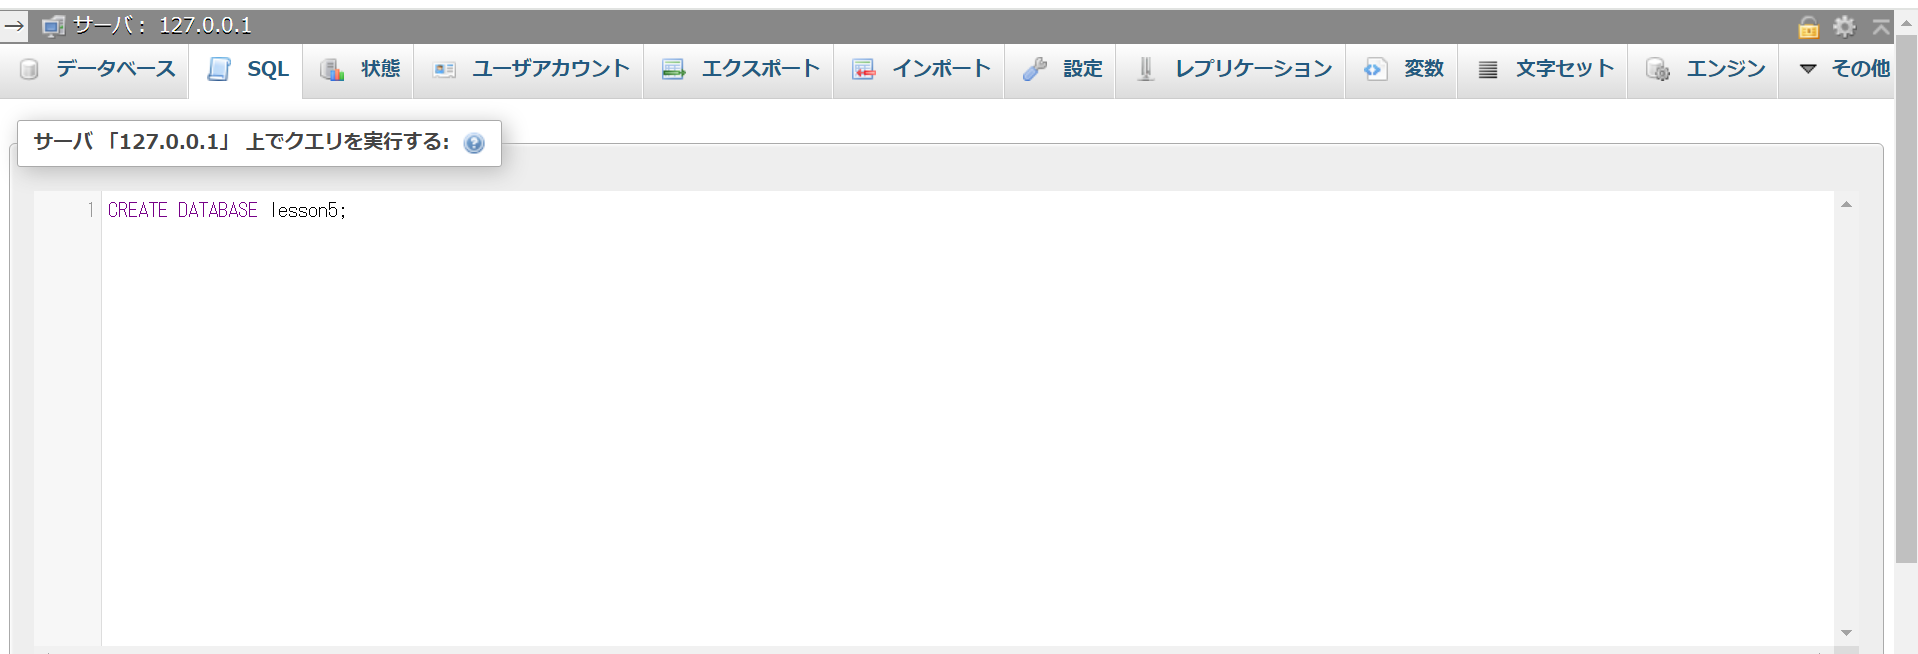 → サーバ: 127.0.0.1
データベース SQL 状態 ユーザアカウント エクスポート インポート 設定 レプリケーション 変数 文字セット エンジン ▼ その他
サーバ 「127.0.0.1」 上でクエリを実行する:
1 CREATE DATABASE lesson5;